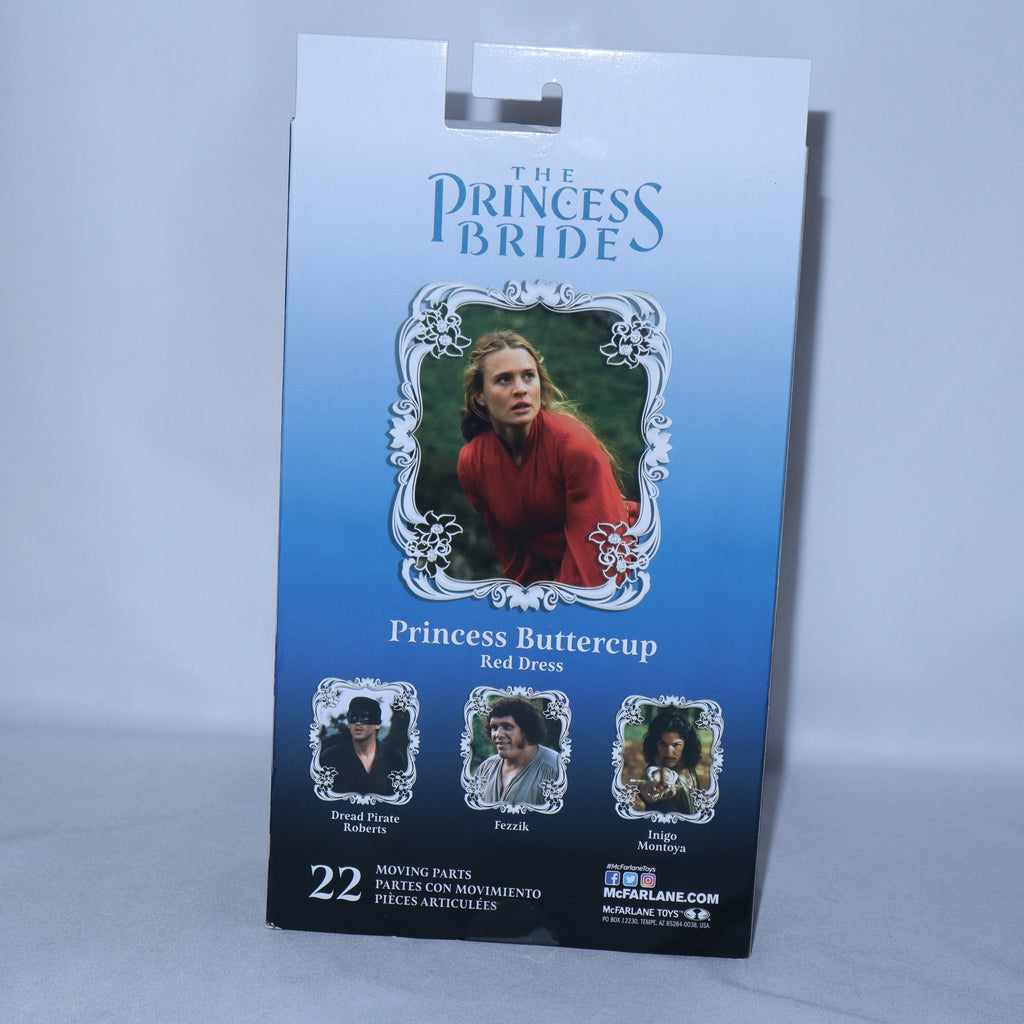 THE
PRINCESS
BRIDE
Princess Buttercup
Red Dress
Dread Pirate
Roberts
Fezzik
Inigo
Montoya
22
MOVING PARTS
PARTES CON MOVIMIENTO
PIÈCES ARTICULÉES
#McFarlaneToys
McFARLANE.COM
McFARLANE TOYS™
PO BOX 12230, TEMPE, AZ 85284-0038, USA